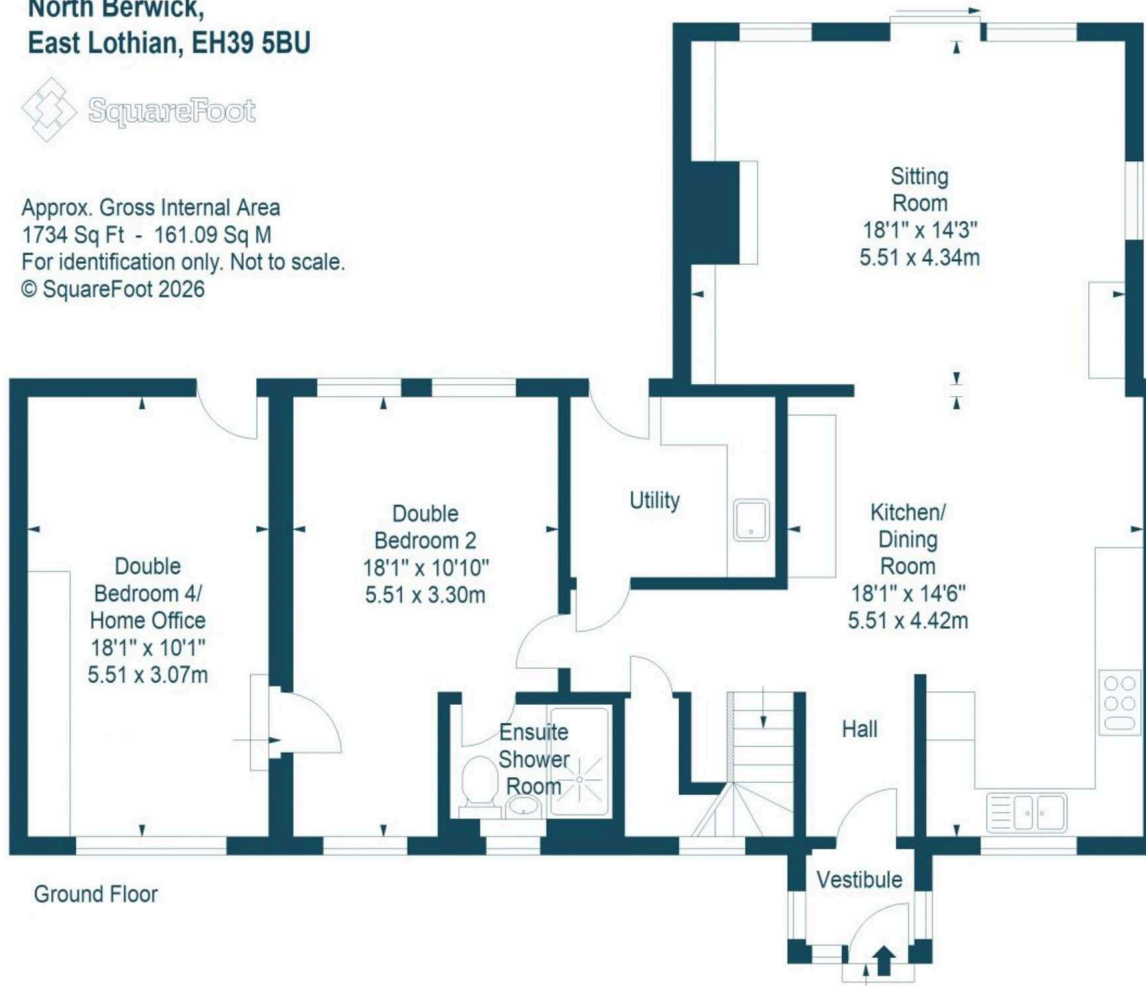 North Berwick,
East Lothian, EH39 5BU
SquareFoot
Approx. Gross Internal Area
1734 Sq Ft - 161.09 Sq M
For identification only. Not to scale.
© SquareFoot 2026
Sitting
Room
18'1" x 14'3"
5.51 x 4.34m
Double
Bedroom 4/
Home Office
18'1" x 10'1"
5.51 x 3.07m
Double
Bedroom 2
18'1" x 10'10"
5.51 x 3.30m
Utility
Kitchen/
Dining
Room
18'1" x 14'6"
5.51 x 4.42m
Ensuite
Shower
Room
Hall
Vestibule
Ground Floor